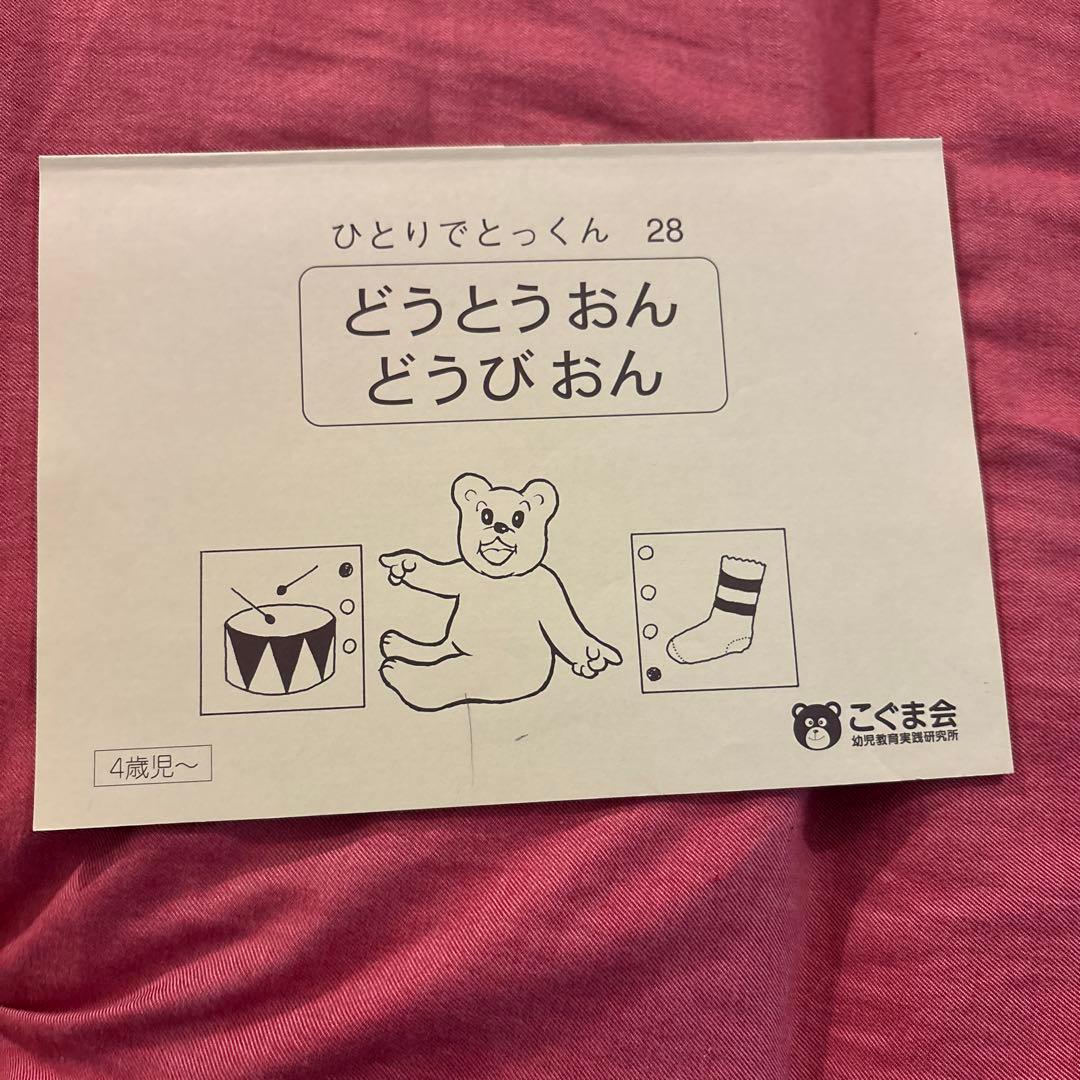 ひとりでとっくん 28
どうとうおん
どうびおん
こぐま会
幼児教育実践研究所
4歳児～